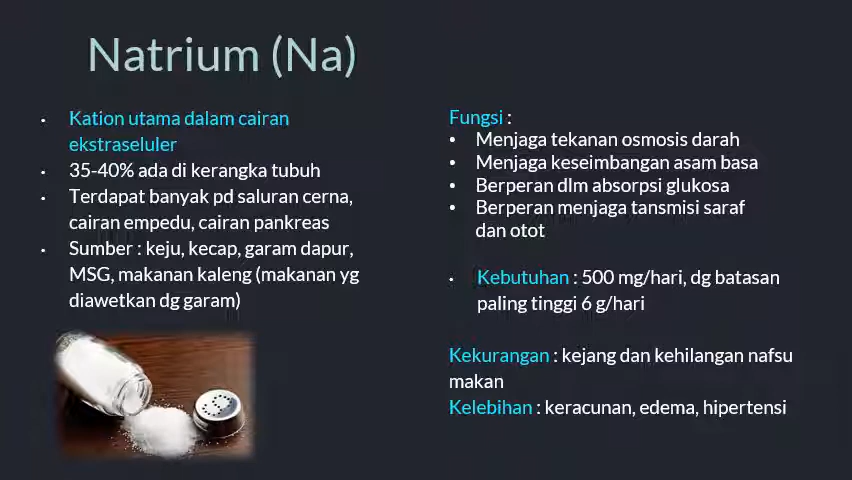 Natrium (Na)
• Kation utama dalam cairan
ekstraseluler
• 35-40% ada di kerangka tubuh
• Terdapat banyak pd saluran cerna,
cairan empedu, cairan pankreas
• Sumber : keju, kecap, garam dapur,
MSG, makanan kaleng (makanan yg
diawetkan dg garam)
Fungsi :
• Menjaga tekanan osmosis darah
• Menjaga keseimbangan asam basa
• Berperan dlm absorpsi glukosa
• Berperan menjaga tansmisi saraf
dan otot
• Kebutuhan : 500 mg/hari, dg batasan
paling tinggi 6 g/hari
Kekurangan : kejang dan kehilangan nafsu
makan
Kelebihan : keracunan, edema, hipertensi